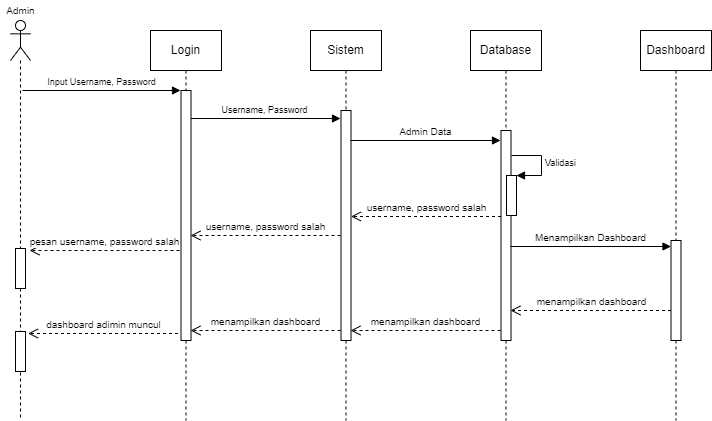 Admin
Login
Sistem
Database
Dashboard
Input Username, Password
Username, Password
Admin Data
Validasi
username, password salah
username, password salah
pesan username, password salah
Menampilkan Dashboard
menampilkan dashboard
menampilkan dashboard
menampilkan dashboard
dashboard adimin muncul